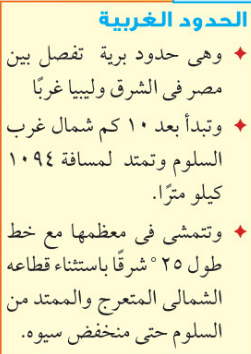 الحدود الغربية
✦ وهى حدود برية تفصل بين
مصر فى الشرق وليبيا غربًا
✦ وتبدأ بعد ١٠ كم شمال غرب
السلوم وتمتد لمسافة ١٠٩٤
كيلو مترًا.
✦ وتتمشى فى معظمها مع خط
طول ٢٥ ° شرقًا باستثناء قطاعه
الشمالى المتعرج والممتد من
السلوم حتى منخفض سيوه.